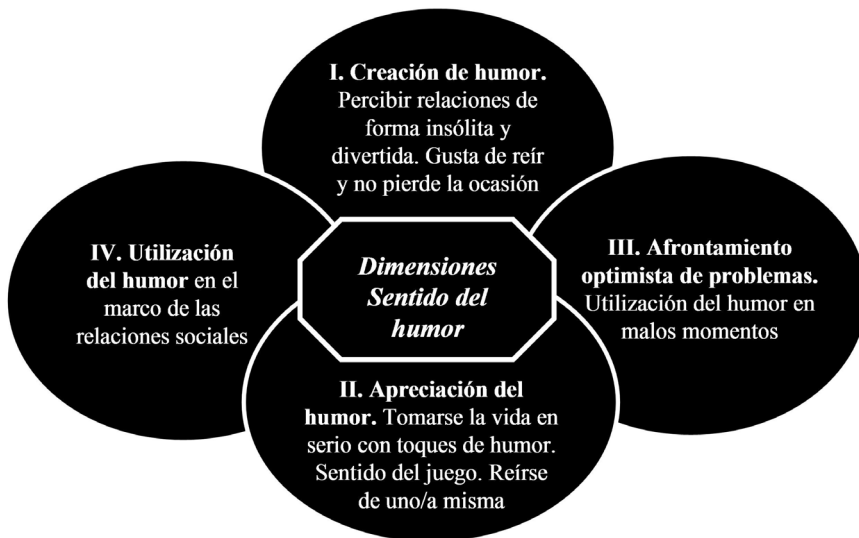 I. Creación de humor.
Percibir relaciones de
forma insólita y
divertida. Gusta de reír
y no pierde la ocasión
IV. Utilización
del humor en el
marco de las
relaciones sociales
Dimensiones
Sentido del
humor
III. Afrontamiento
optimista de problemas.
Utilización del humor en
malos momentos
II. Apreciación del
humor. Tomarse la vida en
serio con toques de humor.
Sentido del juego. Reírse
de uno/a misma